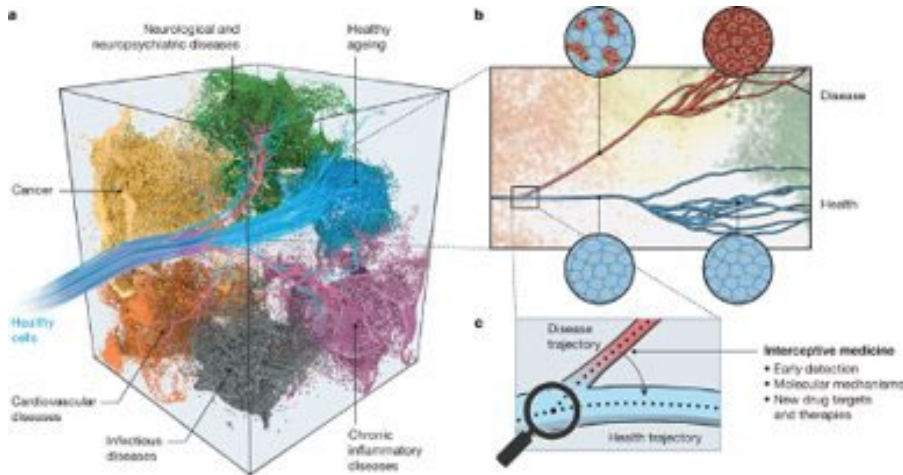 a
Neurological and
neuropsychiatric diseases
Healthy
ageing
Cancer
Healthy
cells
Cardiovascular
diseases
Infectious
diseases
Chronic
inflammatory
diseases
b
Disease
Health
c
Disease
trajectory
Health trajectory
Interceptive medicine
• Early detection
• Molecular mechanisms
• New drug targets
and therapies